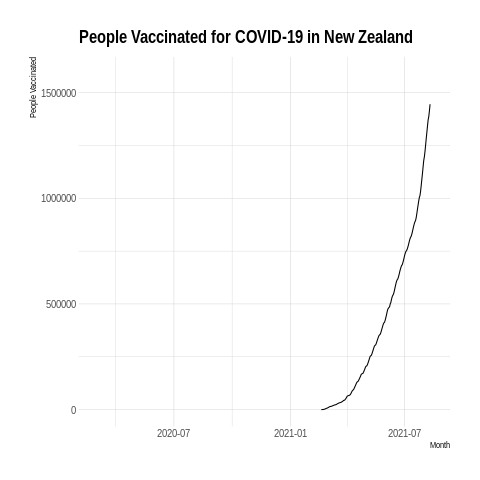 People Vaccinated for COVID-19 in New Zealand
People Vaccinated
1500000
1000000
500000
0
2020-07 2021-01 2021-07
Month